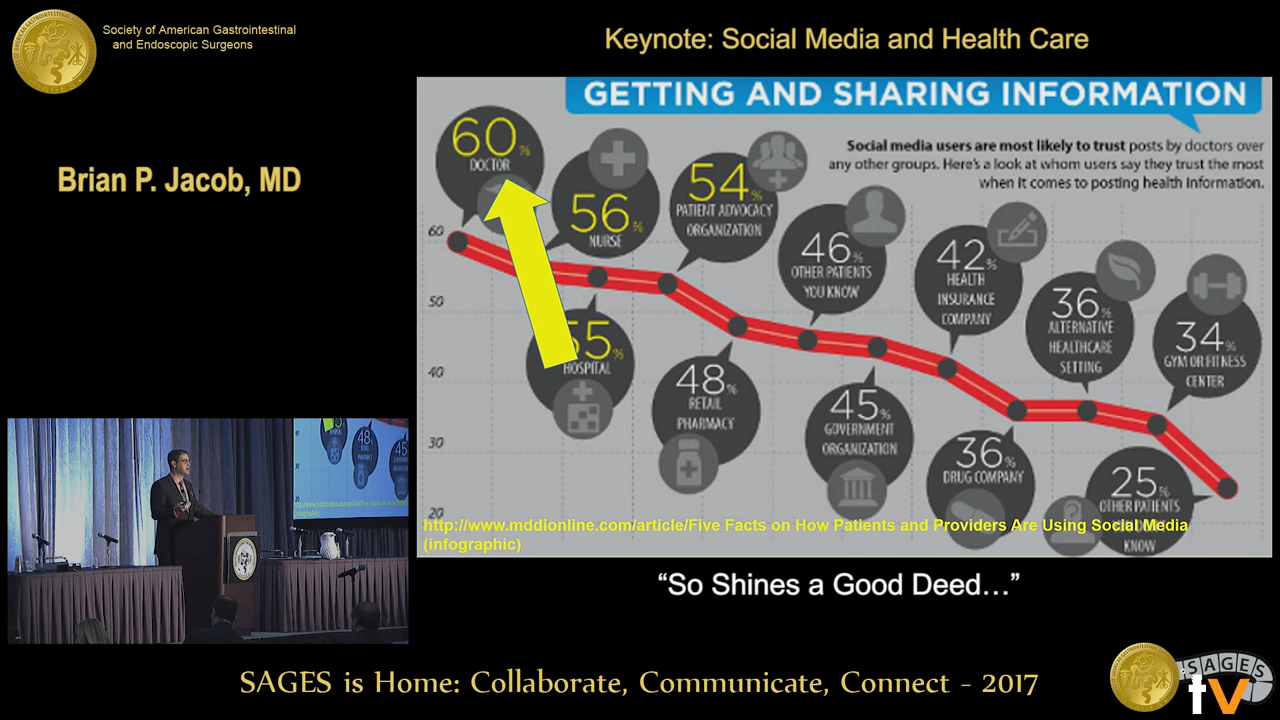 Society of American Gastrointestinal
and Endoscopic Surgeons
Keynote: Social Media and Health Care
Brian P. Jacob, MD
GETTING AND SHARING INFORMATION
Social media users are most likely to trust posts by doctors over
any other groups. Here's a look at whom users say they trust the most
when it comes to posting health information.
60%
DOCTOR
56%
NURSE
54%
PATIENT ADVOCACY
ORGANIZATION
46%
OTHER PATIENTS
YOU KNOW
42%
HEALTH
INSURANCE
COMPANY
36%
ALTERNATIVE
HEALTHCARE
SETTING
34%
GYM OR FITNESS
CENTER
55%
HOSPITAL
48%
RETAIL
PHARMACY
45%
GOVERNMENT
ORGANIZATION
36%
DRUG COMPANY
25%
OTHER PATIENTS
KNOW
60
50
40
30
20
http://www.mddionline.com/article/Five Facts on How Patients and Providers Are Using Social Media
(infographic)
"So Shines a Good Deed…"
SAGES is Home: Collaborate, Communicate, Connect - 2017
SAGES
tv